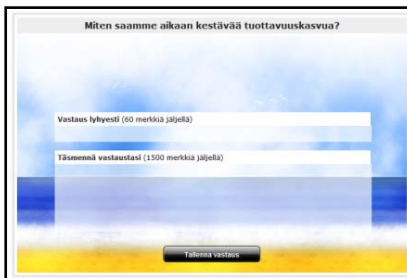 Miten saamme aikaan kestävää tuottavuuskasvua?
Vastaus lyhyesti (60 merkkiä jäljellä)
Täsmennä vastaustasi (1500 merkkiä jäljellä)
Tallenna vastaus